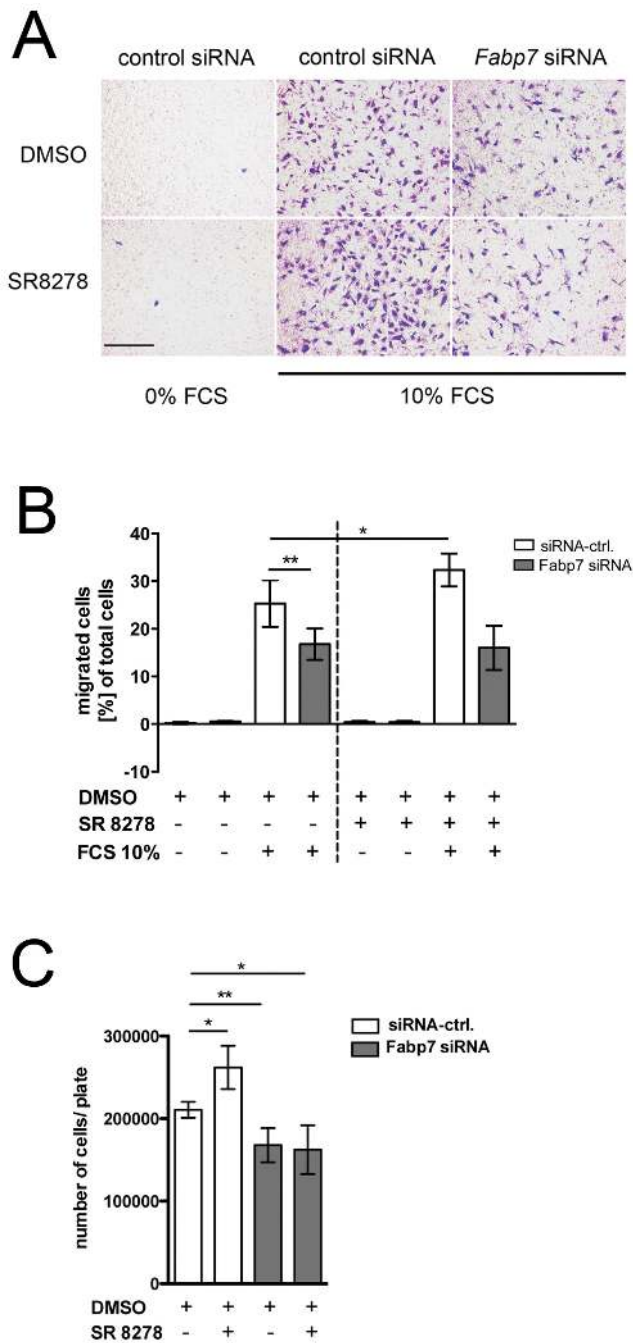 A
control siRNA control siRNA Fabp7 siRNA
DMSO
SR8278
0% FCS 10% FCS
B
migrated cells
[%] of total cells
40
30
20
10
0
-10
**
*
siRNA-ctrl.
Fabp7 siRNA
DMSO + + + + + + + +
SR 8278 - - - - + + + +
FCS 10% - - + + - - + +
C
number of cells/ plate
300000
200000
100000
0
*
**
*
siRNA-ctrl.
Fabp7 siRNA
DMSO + + + +
SR 8278 - + - +